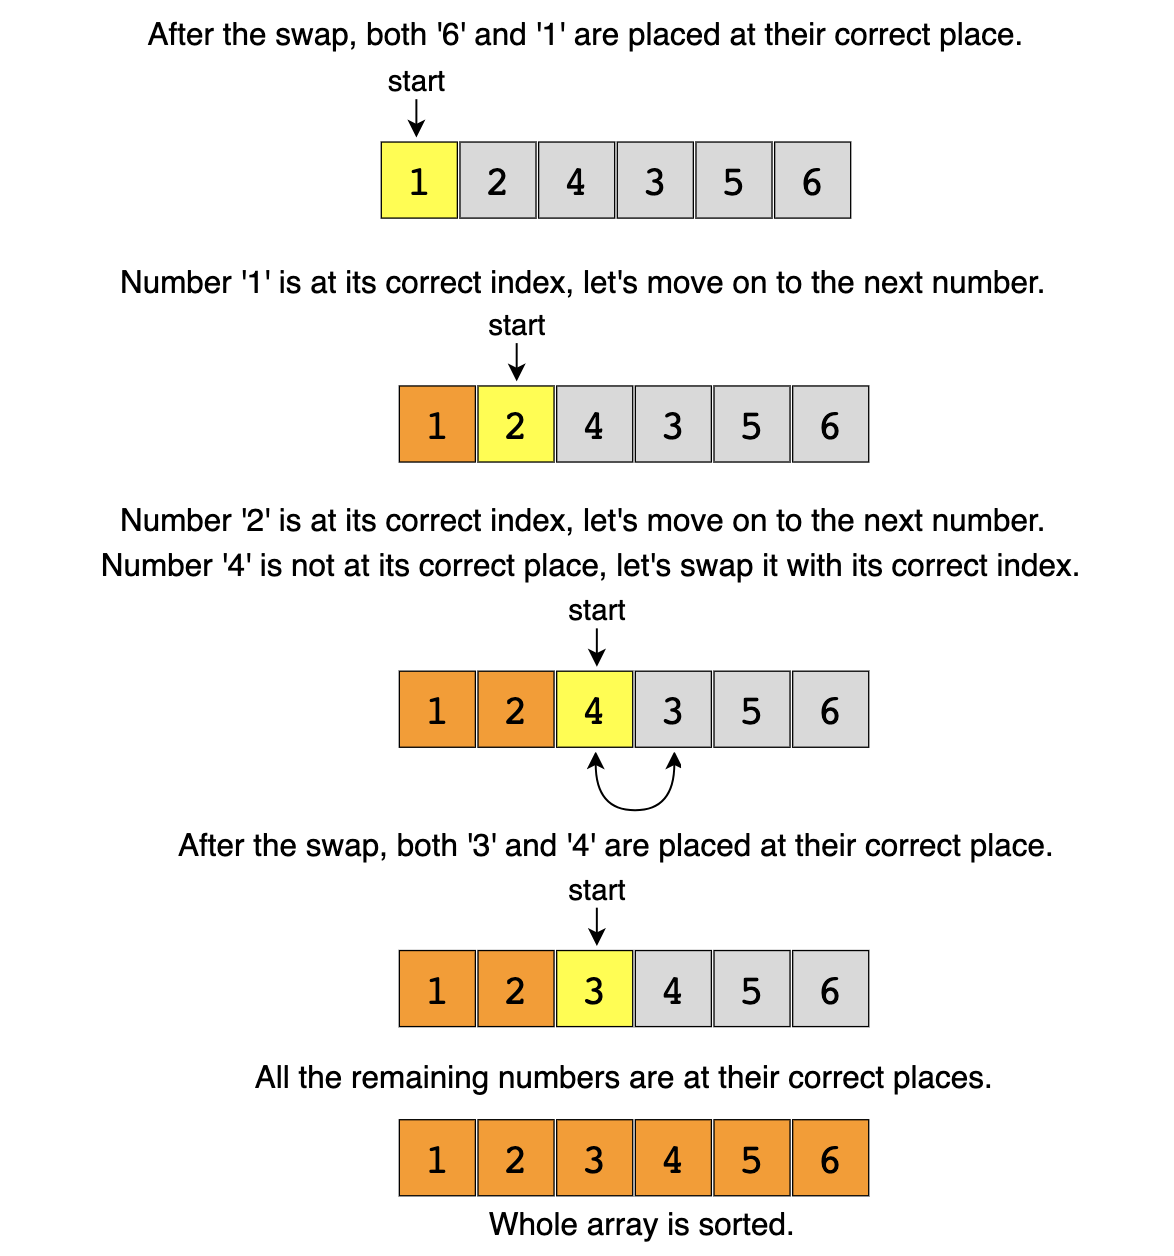 After the swap, both '6' and '1' are placed at their correct place.
start
1 2 4 3 5 6
Number '1' is at its correct index, let's move on to the next number.
start
1 2 4 3 5 6
Number '2' is at its correct index, let's move on to the next number.
Number '4' is not at its correct place, let's swap it with its correct index.
start
1 2 4 3 5 6
After the swap, both '3' and '4' are placed at their correct place.
start
1 2 3 4 5 6
All the remaining numbers are at their correct places.
1 2 3 4 5 6
Whole array is sorted.